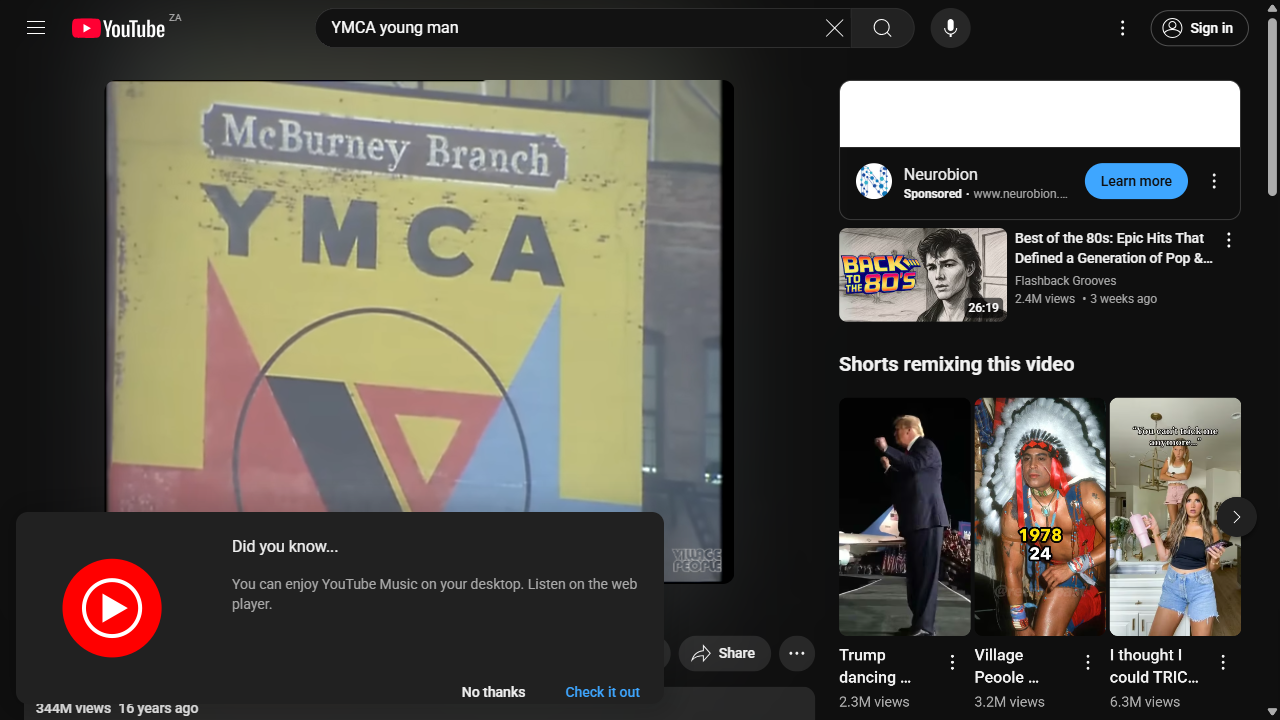 YouTube
ZA
YMCA young man
Sign in
McBurney Branch
YMCA
VILLAGE
PEOPLE
Neurobion
Sponsored · www.neurobion....
Learn more
BACK
TO THE 80'S
26:19
Best of the 80s: Epic Hits That
Defined a Generation of Pop &...
Flashback Grooves
2.4M views • 3 weeks ago
Shorts remixing this video
1978
24
"You can't trick me
anymore..."
Trump
dancing ...
2.3M views
Village
Peoole ...
3.2M views
I thought I
could TRIC...
6.3M views
Did you know...
You can enjoy YouTube Music on your desktop. Listen on the web
player.
No thanks
Check it out
Share
344M views 16 years ago